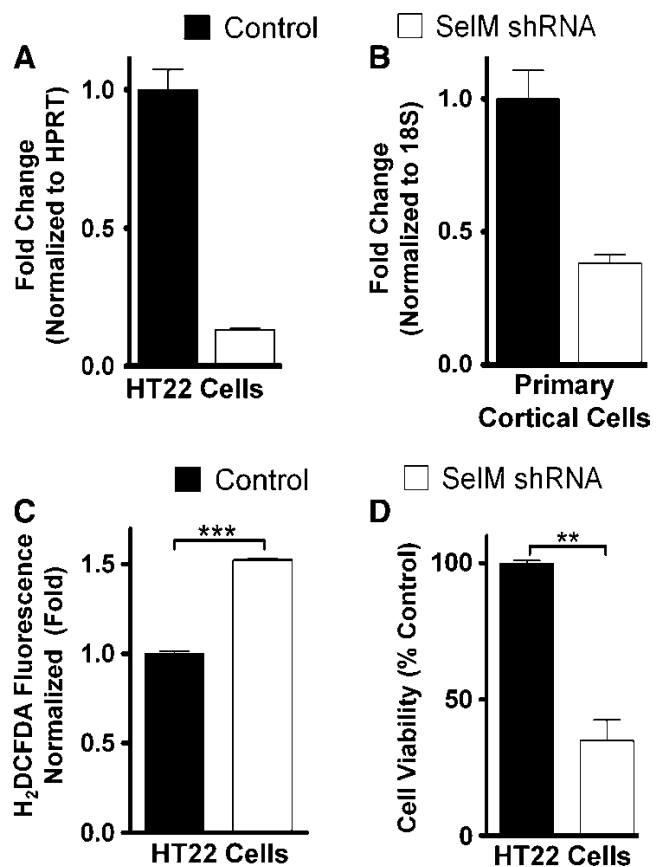 Control SelM shRNA
A
Fold Change
(Normalized to HPRT)
1.0
0.5
0.0
HT22 Cells
B
Fold Change
(Normalized to 18S)
1.0
0.5
0.0
Primary
Cortical Cells
Control SelM shRNA
C
H₂DCFDA Fluorescence
Normalized (Fold)
1.5
1.0
0.5
0.0
***
HT22 Cells
D
Cell Viability (% Control)
100
50
0
**
HT22 Cells